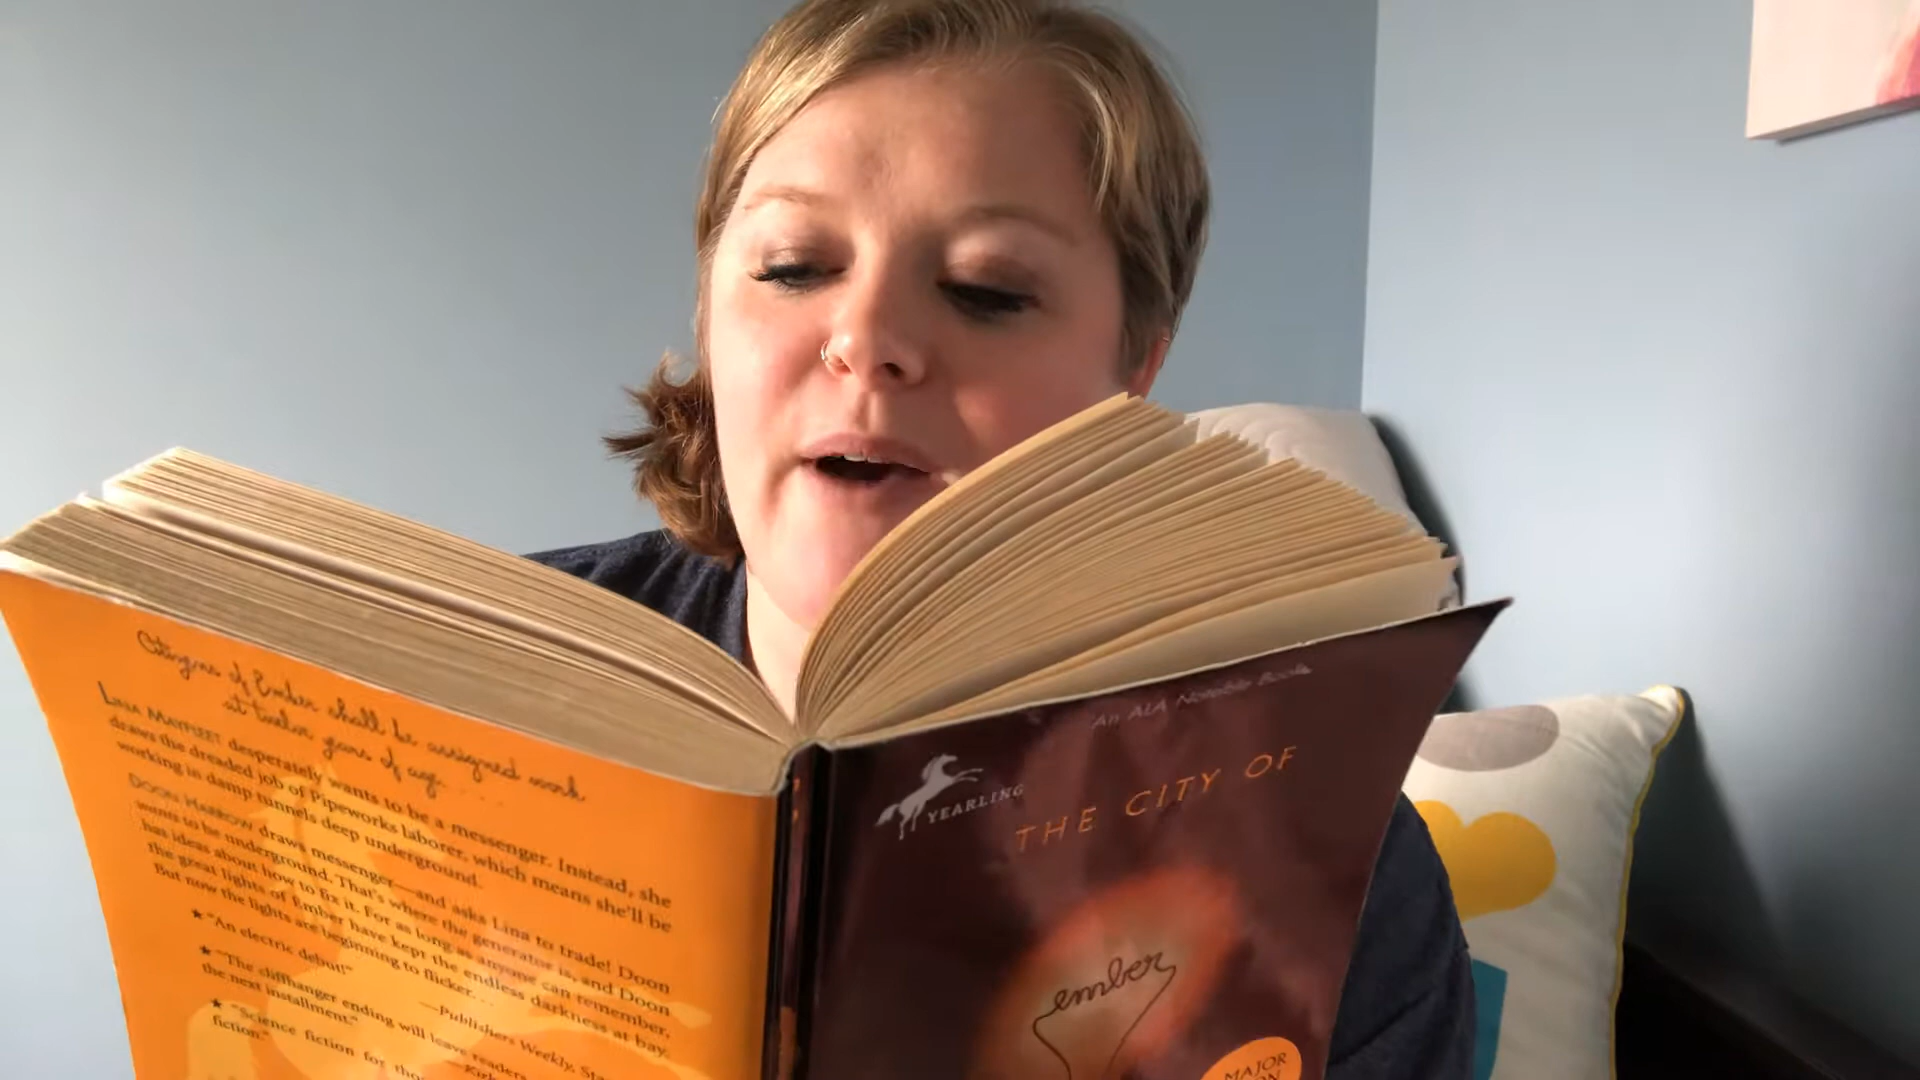 Citizens of Ember shall be assigned work
at twelve years of age. . . .
LINA MAYFLEET desperately wants to be a messenger. Instead, she
draws the dreaded job of Pipeworks laborer, which means she'll be
working in damp tunnels deep underground.
DOON HARROW draws messenger—and asks Lina to trade! Doon
wants to be underground. That's where the generator is, and Doon
has ideas about how to fix it. For as long as anyone can remember,
the great lights of Ember have kept the endless darkness at bay.
But now the lights are beginning to flicker. . .
★ "An electric debut!"
—Publishers Weekly,
★ "The cliffhanger ending will leave readers
the next installment."
★ "Science fiction for
fiction."
An ALA Notable Book
YEARLING
THE CITY OF
ember
MAJOR